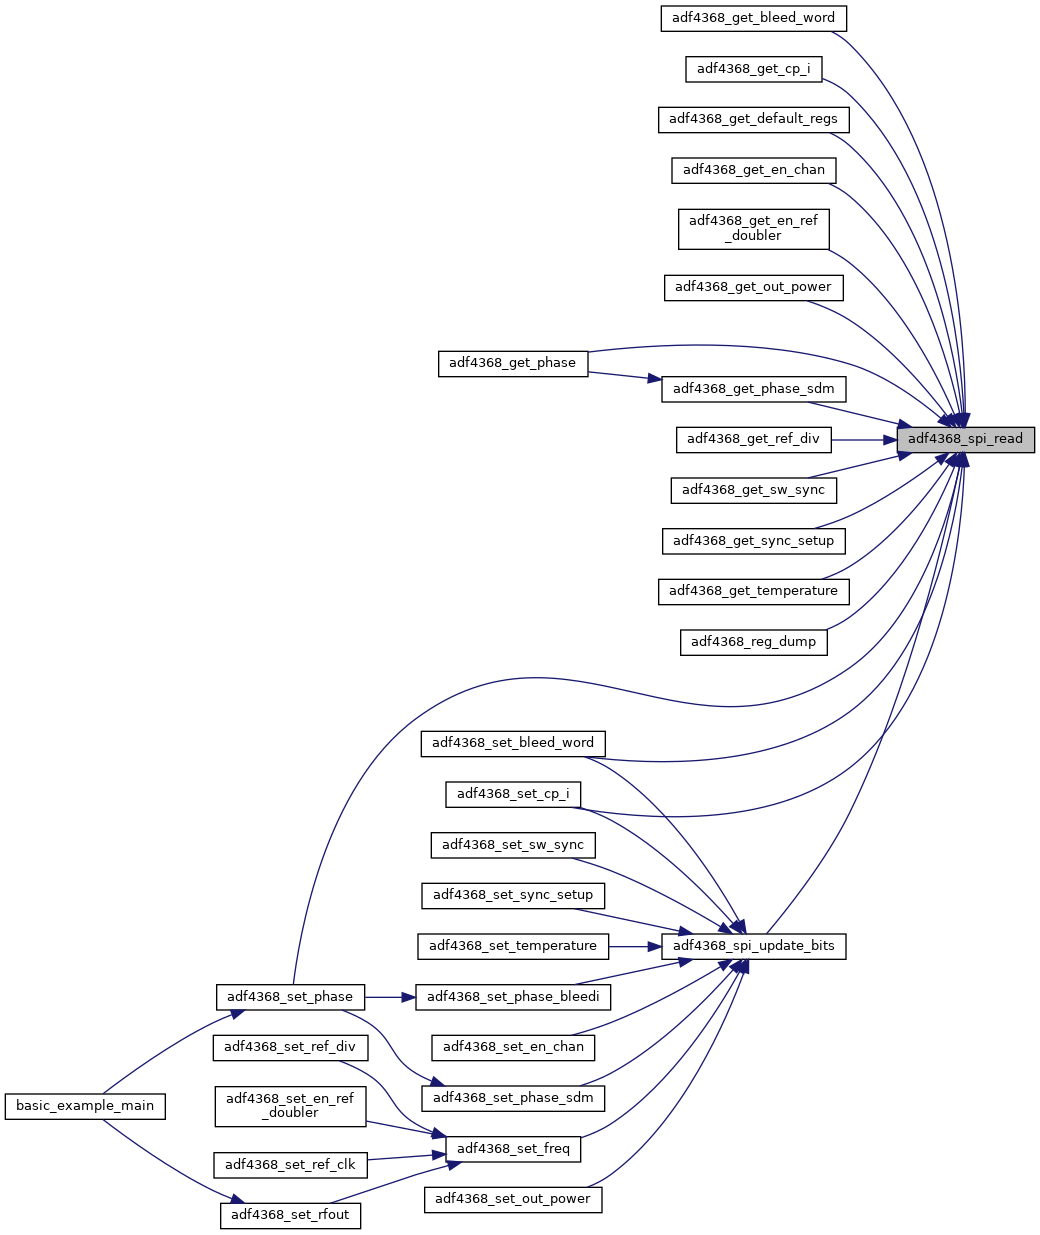 adf4368_get_bleed_word
adf4368_get_cp_i
adf4368_get_default_regs
adf4368_get_en_chan
adf4368_get_en_ref
_doubler
adf4368_get_out_power
adf4368_get_phase
adf4368_get_phase_sdm
adf4368_get_ref_div
adf4368_spi_read
adf4368_get_sw_sync
adf4368_get_sync_setup
adf4368_get_temperature
adf4368_reg_dump
adf4368_set_bleed_word
adf4368_set_cp_i
adf4368_set_sw_sync
adf4368_set_sync_setup
adf4368_set_temperature
adf4368_spi_update_bits
adf4368_set_phase
adf4368_set_phase_bleedi
adf4368_set_ref_div
adf4368_set_en_chan
adf4368_set_en_ref
_doubler
basic_example_main
adf4368_set_phase_sdm
adf4368_set_freq
adf4368_set_ref_clk
adf4368_set_out_power
adf4368_set_rfout